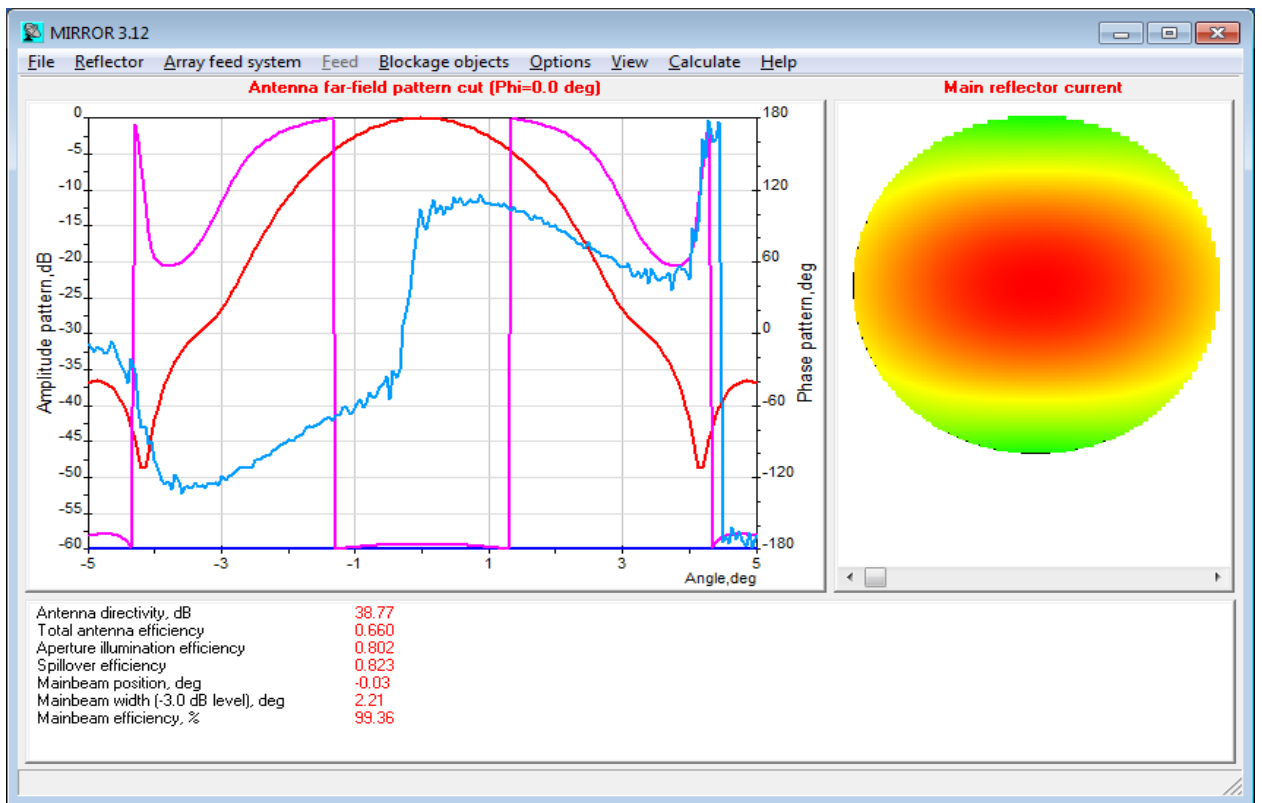 MIRROR 3.12
File Reflector Array feed system Feed Blockage objects Options View Calculate Help
Antenna far-field pattern cut (Phi=0.0 deg)
Main reflector current
Amplitude pattern,dB
0
-5
-10
-15
-20
-25
-30
-35
-40
-45
-50
-55
-60
-5
-3
-1
1
3
5
Angle,deg
180
120
60
0
-60
-120
-180
Phase pattern,deg
Antenna directivity, dB 38.77
Total antenna efficiency 0.660
Aperture illumination efficiency 0.802
Spillover efficiency 0.823
Mainbeam position, deg -0.03
Mainbeam width (-3.0 dB level), deg 2.21
Mainbeam efficiency, % 99.36